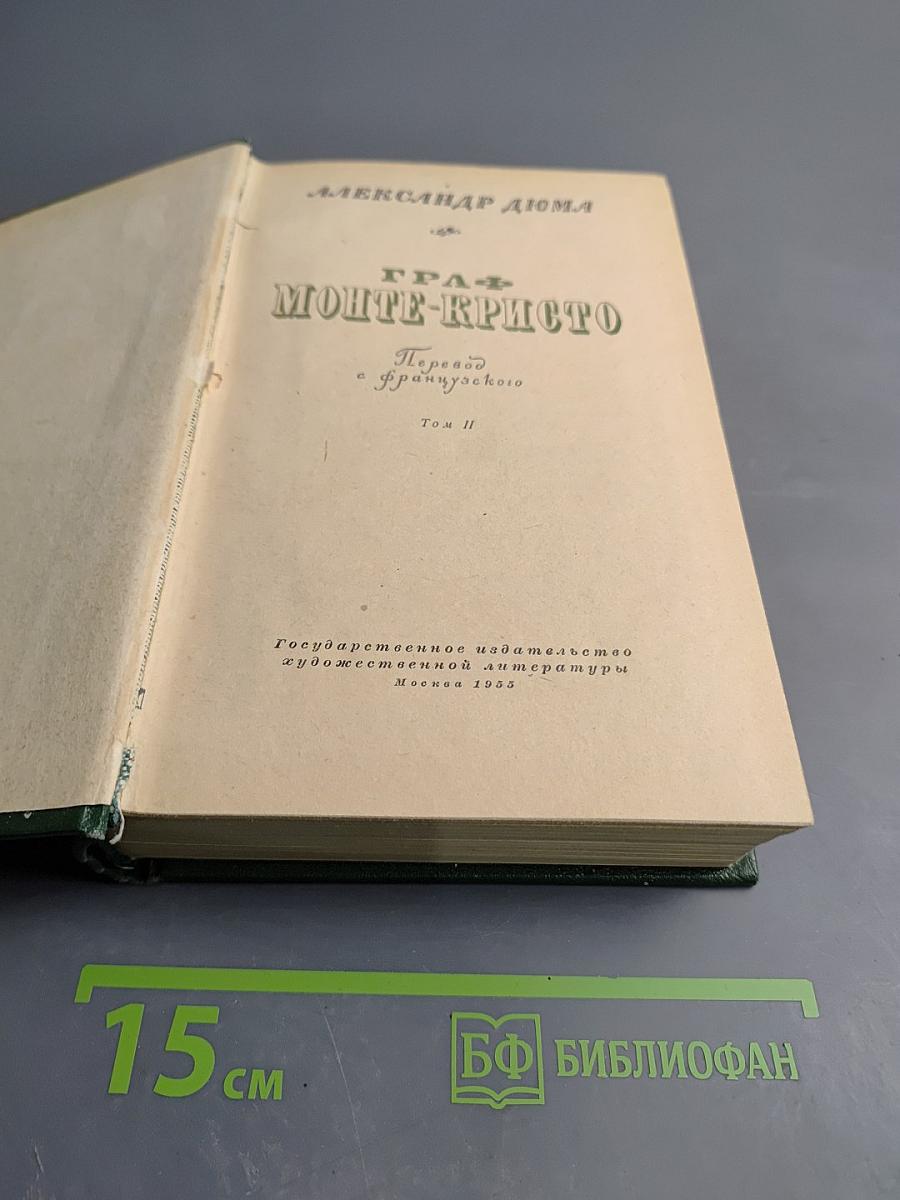 АЛЕКСАНДР ДЮМА
ГРАФ
МОНТЕ-КРИСТО
Перевод
с французского
Том II
Государственное издательство
художественной литературы
Москва 1955
15 см
БФ БИБЛИОФАН